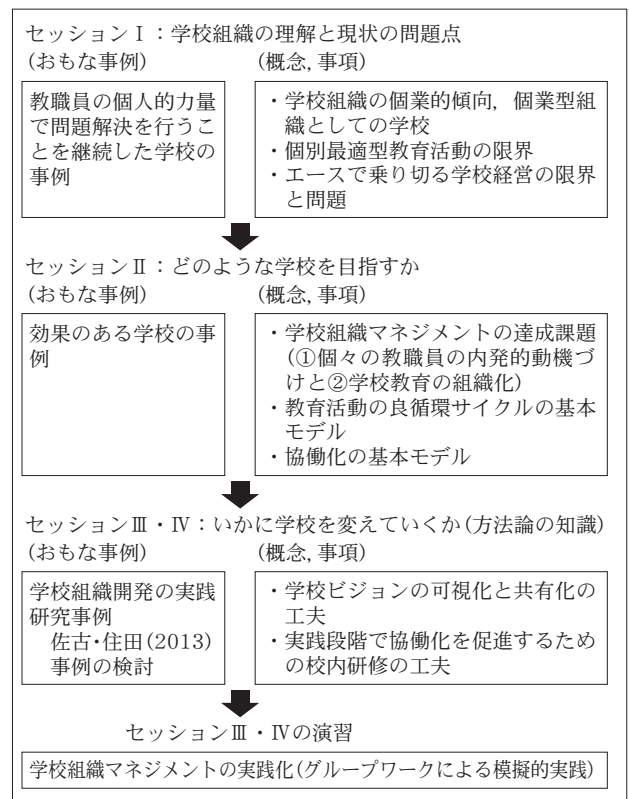 セッションⅠ：学校組織の理解と現状の問題点
(おもな事例)
(概念, 事項)
教職員の個人的力量
で問題解決を行うこ
とを継続した学校の
事例
・学校組織の個業的傾向，個業型組
織としての学校
・個別最適型教育活動の限界
・エースで乗り切る学校経営の限界
と問題
セッションⅡ：どのような学校を目指すか
(おもな事例)
(概念, 事項)
効果のある学校の事
例
・学校組織マネジメントの達成課題
(①個々の教職員の内発的動機づ
けと②学校教育の組織化)
・教育活動の良循環サイクルの基本
モデル
・協働化の基本モデル
セッションⅢ・Ⅳ：いかに学校を変えていくか(方法論の知識)
(おもな事例)
(概念, 事項)
学校組織開発の実践
研究事例
佐古・住田(2013)
事例の検討
・学校ビジョンの可視化と共有化の
工夫
・実践段階で協働化を促進するため
の校内研修の工夫
セッションⅢ・Ⅳの演習
学校組織マネジメントの実践化(グループワークによる模擬的実践)